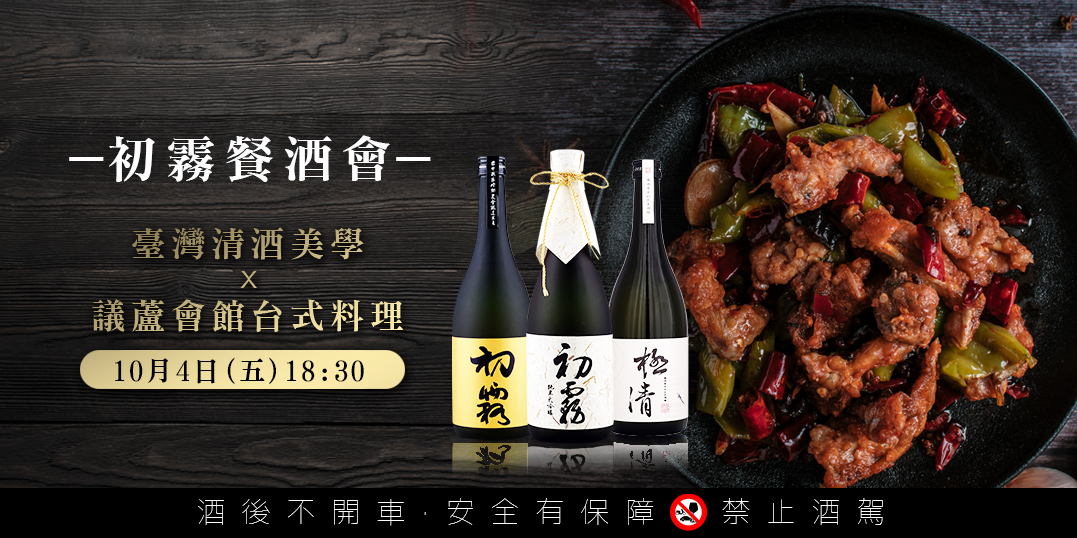 初霧餐酒會
臺灣清酒美學
X
議蘆會館台式料理
10月4日(五)18:30
初霧
初霧
純米大吟釀
極清
酒後不開車·安全有保障 禁止酒駕